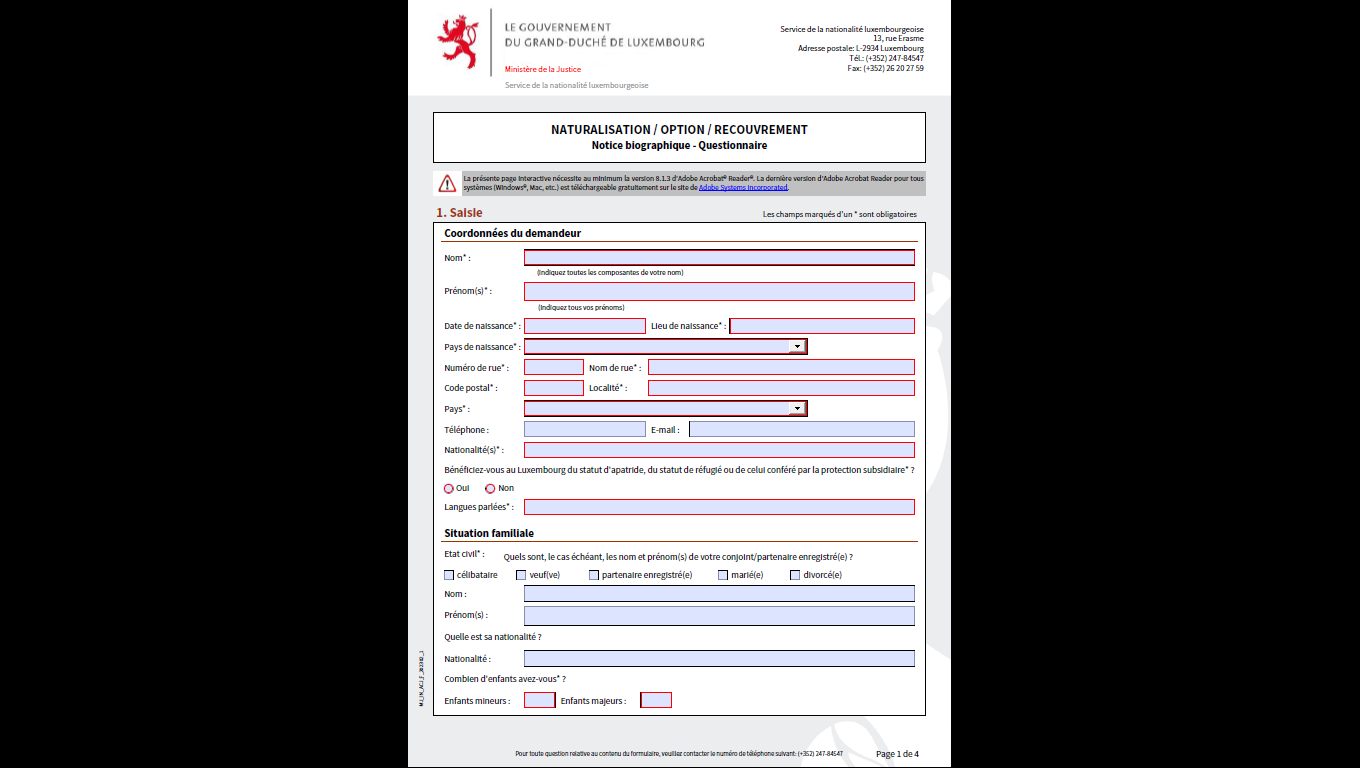 LE GOUVERNEMENT
DU GRAND-DUCHÉ DE LUXEMBOURG
Ministère de la Justice
Service de la nationalité luxembourgeoise
Service de la nationalité luxembourgeoise
13, rue Erasme
Adresse postale: L-2934 Luxembourg
Tél.: (+352) 247-84547
Fax: (+352) 26 20 27 59
NATURALISATION / OPTION / RECOUVREMENT
Notice biographique - Questionnaire
La présente page interactive nécessite au minimum la version 8.1.3 d'Adobe Acrobat® Reader®. La dernière version d'Adobe Acrobat Reader pour tous
systèmes (Windows®, Mac, etc.) est téléchargeable gratuitement sur le site de Adobe Systems Incorporated.
1. Saisie
Les champs marqués d'un * sont obligatoires
Coordonnées du demandeur
Nom* :
(Indiquez toutes les composantes de votre nom)
Prénom(s)* :
(Indiquez tous vos prénoms)
Date de naissance* : Lieu de naissance* :
Pays de naissance* :
Numéro de rue* : Nom de rue* :
Code postal* : Localité* :
Pays* :
Téléphone : E-mail :
Nationalité(s)* :
Bénéficiez-vous au Luxembourg du statut d'apatride, du statut de réfugié ou de celui conféré par la protection subsidiaire* ?
Oui Non
Langues parlées* :
Situation familiale
Etat civil* : Quels sont, le cas échéant, les nom et prénom(s) de votre conjoint/partenaire enregistré(e) ?
célibataire veuf(ve) partenaire enregistré(e) marié(e) divorcé(e)
Nom :
Prénom(s) :
Quelle est sa nationalité ?
Nationalité :
Combien d'enfants avez-vous* ?
Enfants mineurs : Enfants majeurs :
Pour toute question relative au contenu du formulaire, veuillez contacter le numéro de téléphone suivant: (+352) 247-84547
Page 1 de 4